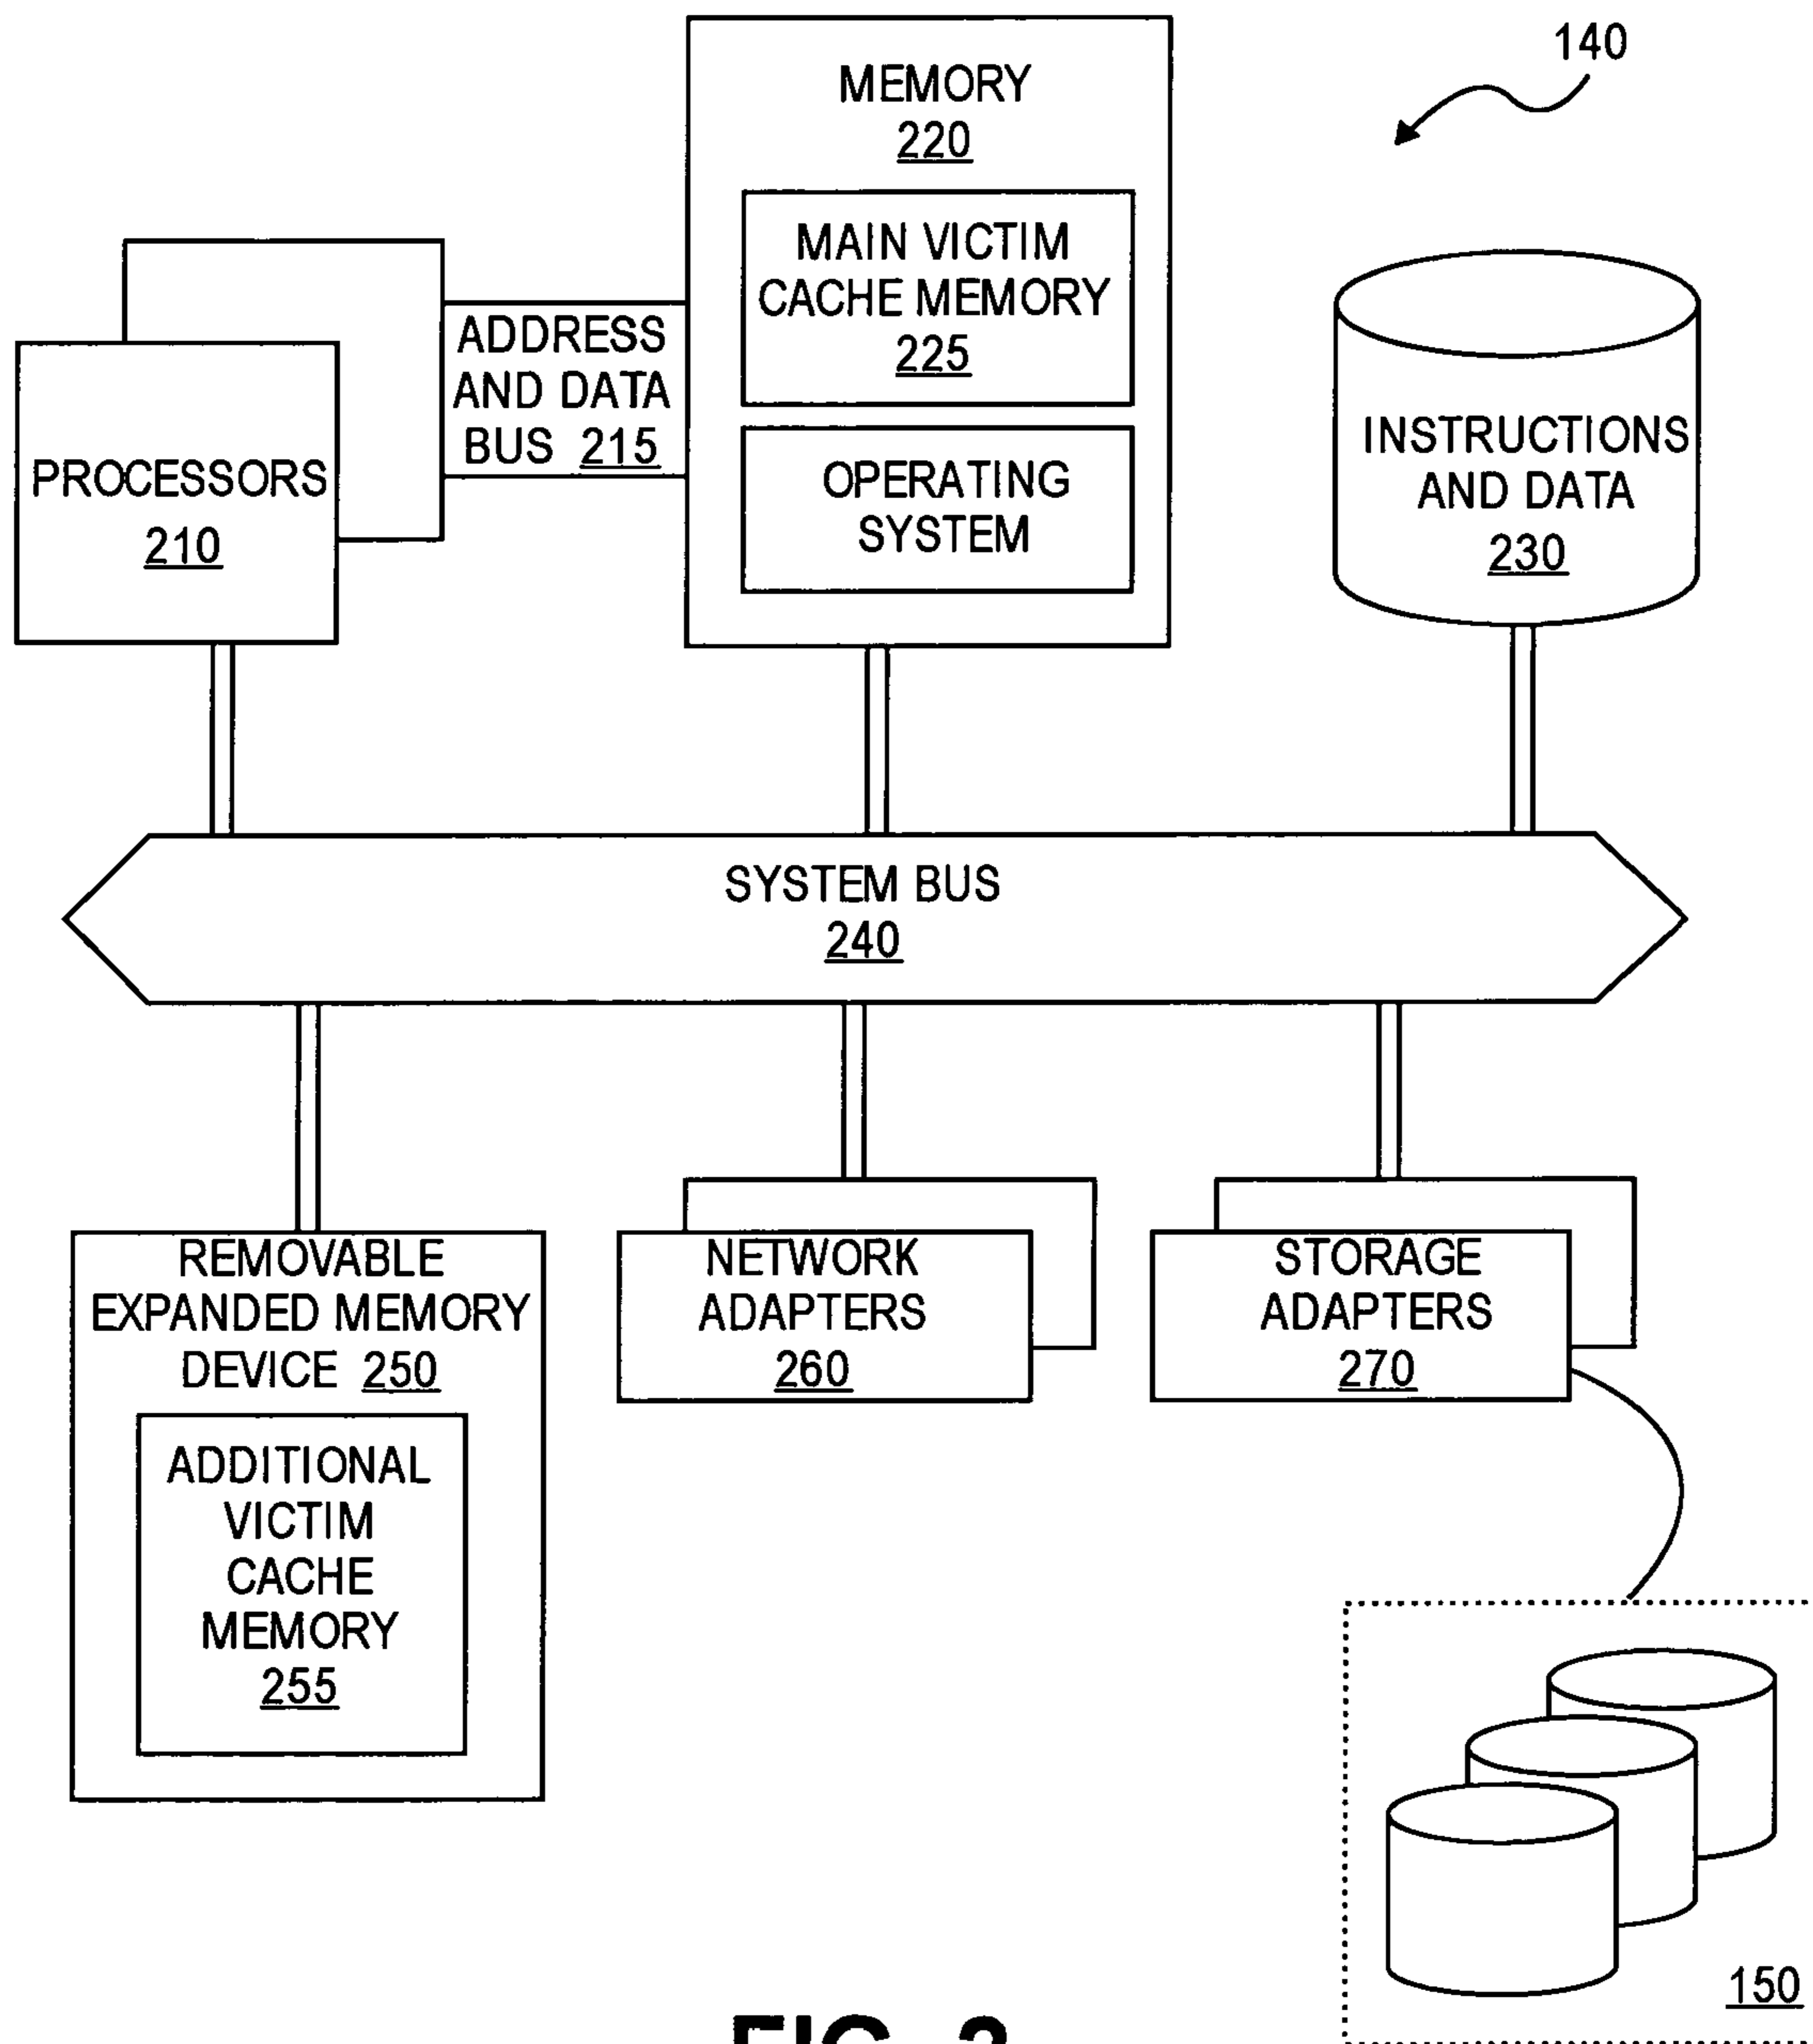 140
MEMORY
220
MAIN VICTIM
CACHE MEMORY
225
OPERATING
SYSTEM
ADDRESS
AND DATA
BUS 215
PROCESSORS
210
INSTRUCTIONS
AND DATA
230
SYSTEM BUS
240
REMOVABLE
EXPANDED MEMORY
DEVICE 250
ADDITIONAL
VICTIM
CACHE
MEMORY
255
NETWORK
ADAPTERS
260
STORAGE
ADAPTERS
270
150